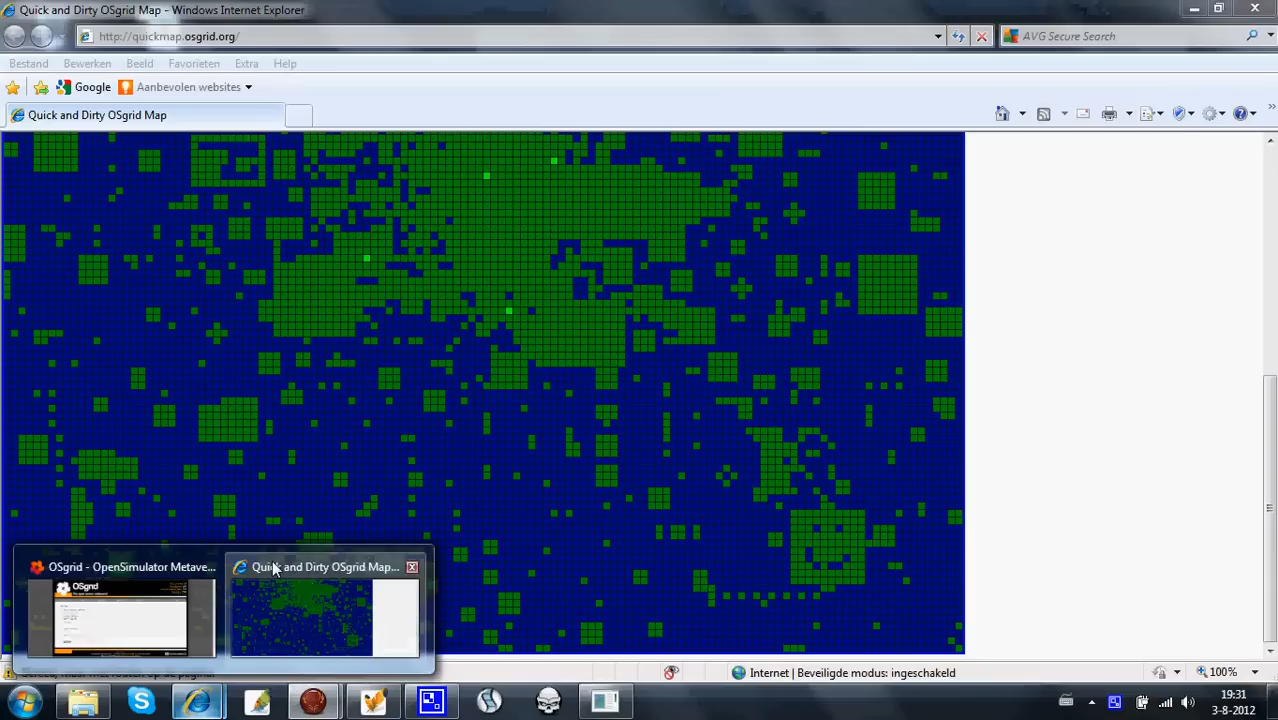 Quick and Dirty OSgrid Map - Windows Internet Explorer
http://quickmap.osgrid.org/
AVG Secure Search
Bestand Bewerken Beeld Favorieten Extra Help
Google Aanbevolen websites
Quick and Dirty OSgrid Map
OSgrid - OpenSimulator Metave...
Quick and Dirty OSgrid Map...
OSgrid
Internet | Beveiligde modus: ingeschakeld
100%
19:31
3-8-2012